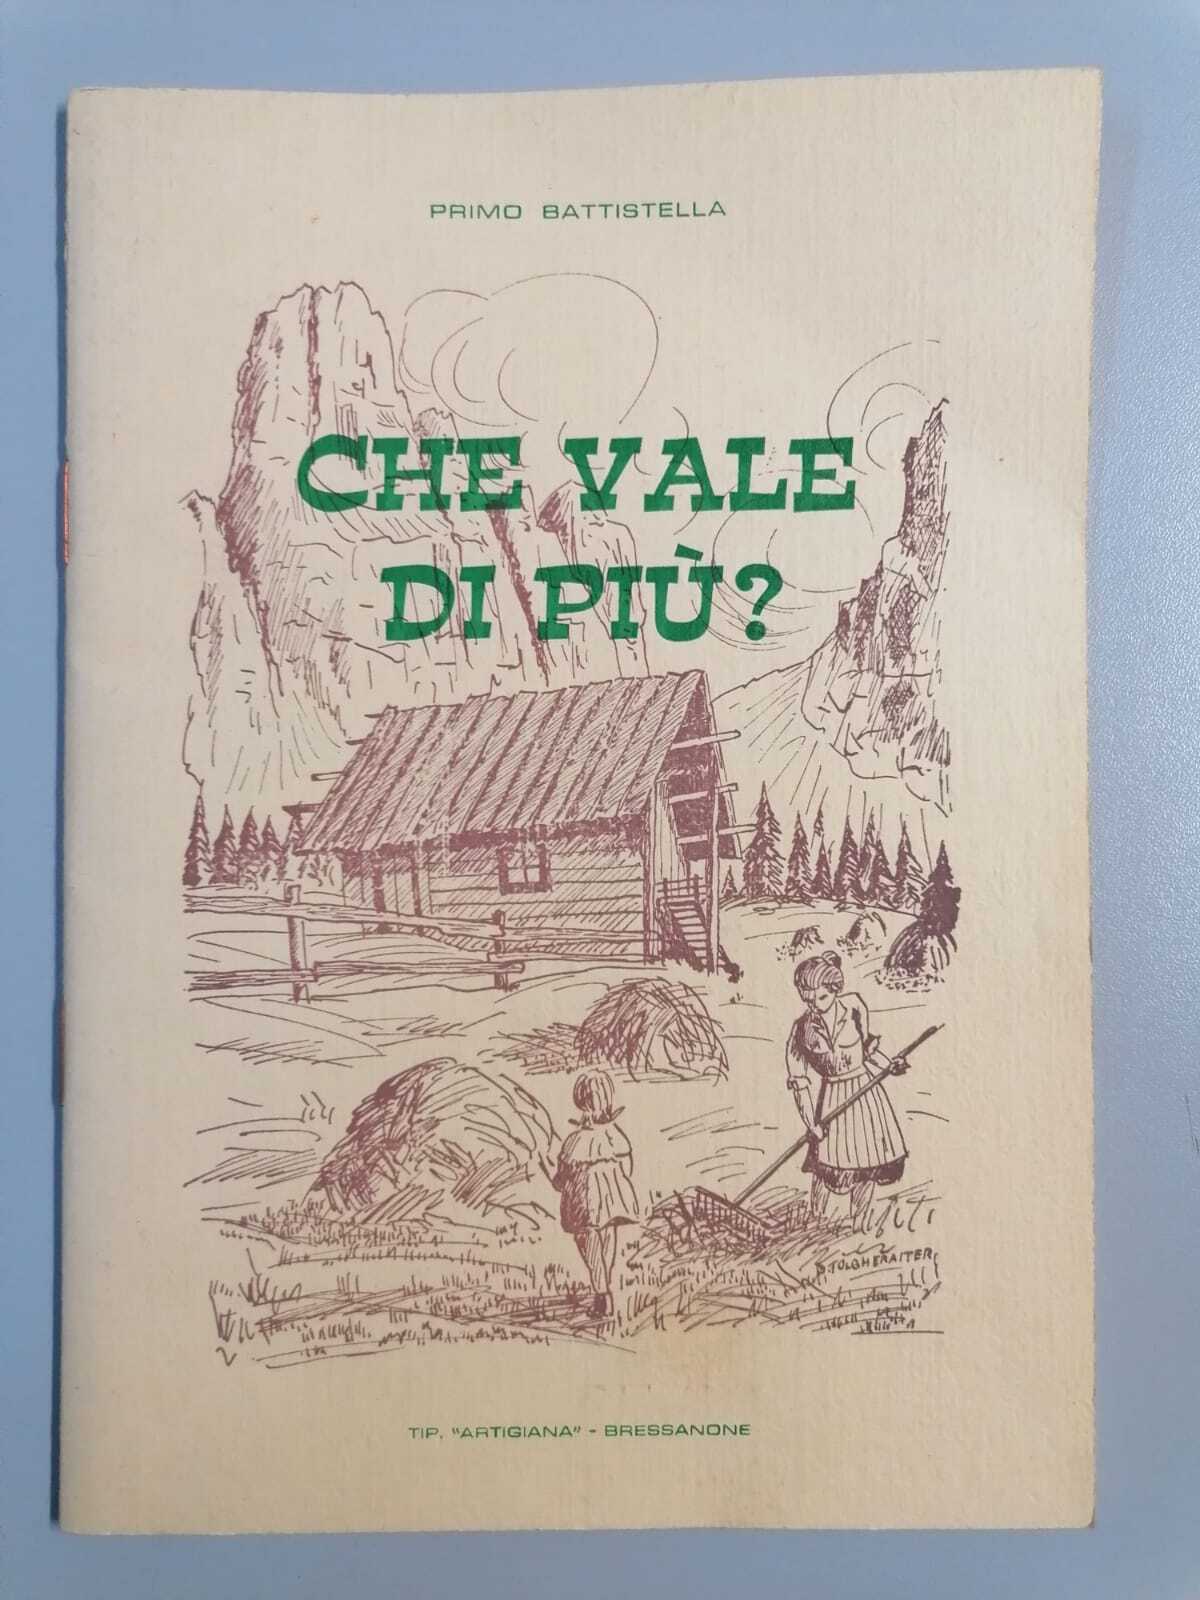 PRIMO BATTISTELLA
CHE VALE
DI PIÙ?
TIP. "ARTIGIANA" - BRESSANONE